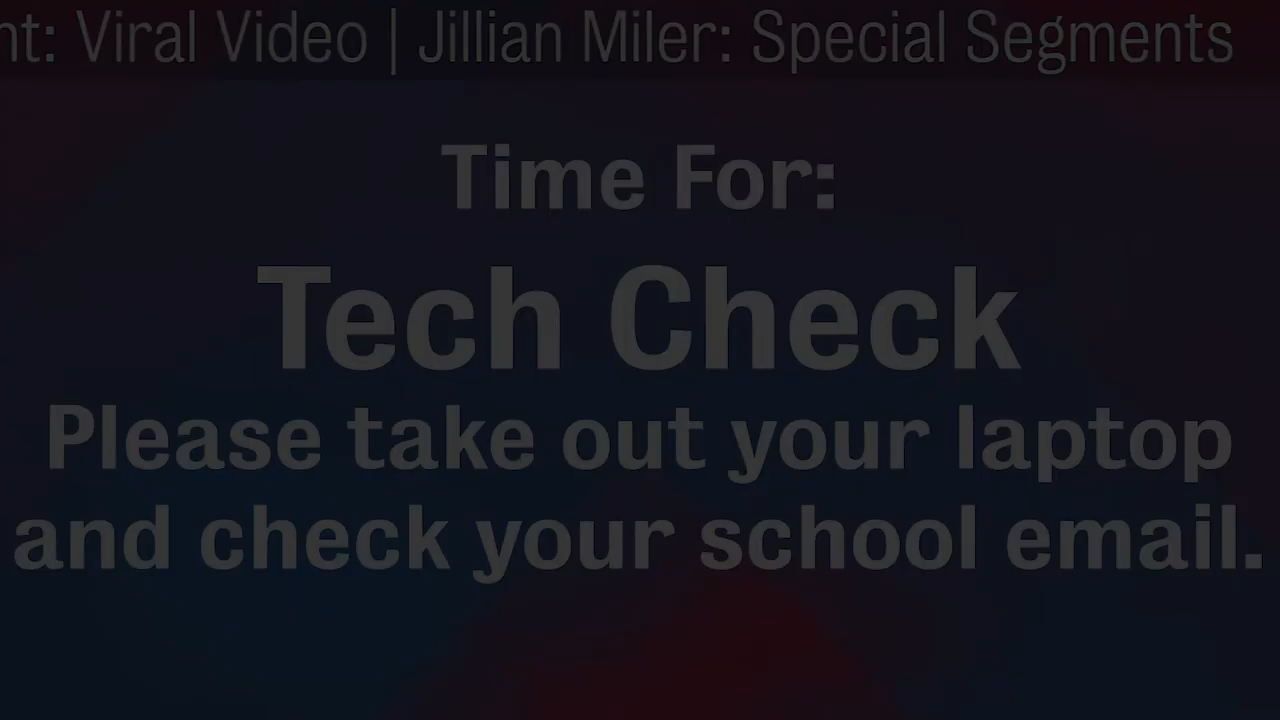 nt: Viral Video | Jillian Miler: Special Segments
Time For:
Tech Check
Please take out your laptop
and check your school email.